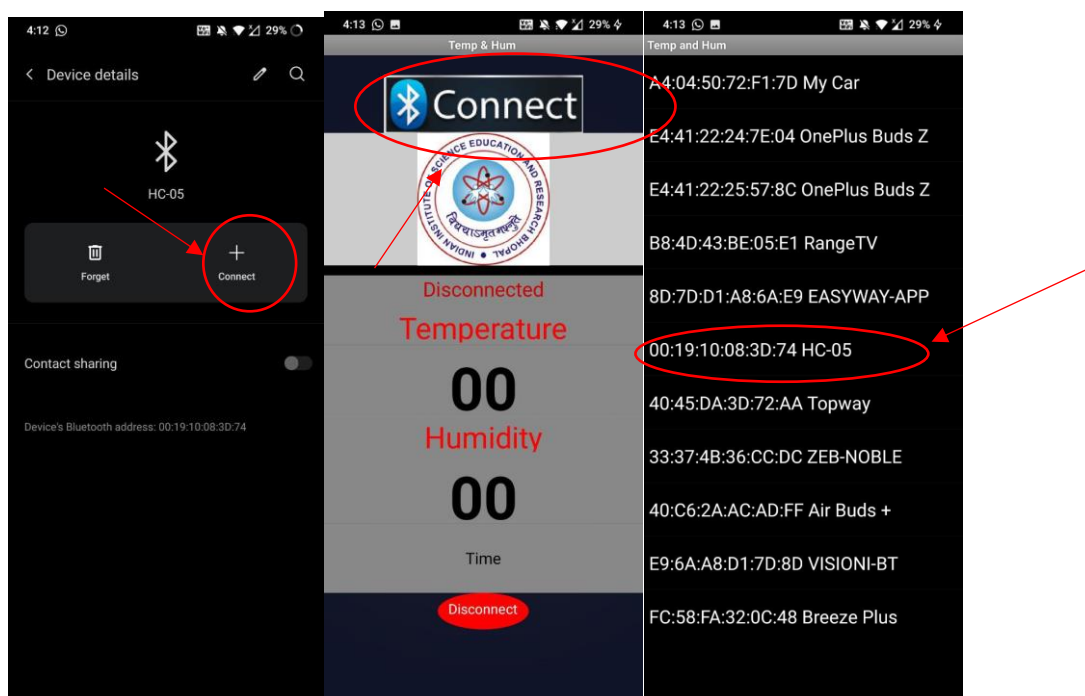 4:12
29%
Device details
HC-05
Forget
Connect
Contact sharing
Device's Bluetooth address: 00:19:10:08:3D:74
4:13
29%
Temp & Hum
Connect
INDIAN INSTITUTE OF SCIENCE EDUCATION AND RESEARCH BHOPAL
Disconnected
Temperature
00
Humidity
00
Time
Disconnect
4:13
29%
Temp and Hum
A4:04:50:72:F1:7D My Car
E4:41:22:24:7E:04 OnePlus Buds Z
E4:41:22:25:57:8C OnePlus Buds Z
B8:4D:43:BE:05:E1 RangeTV
8D:7D:D1:A8:6A:E9 EASYWAY-APP
00:19:10:08:3D:74 HC-05
40:45:DA:3D:72:AA Topway
33:37:4B:36:CC:DC ZEB-NOBLE
40:C6:2A:AC:AD:FF Air Buds +
E9:6A:A8:D1:7D:8D VISIONI-BT
FC:58:FA:32:0C:48 Breeze Plus